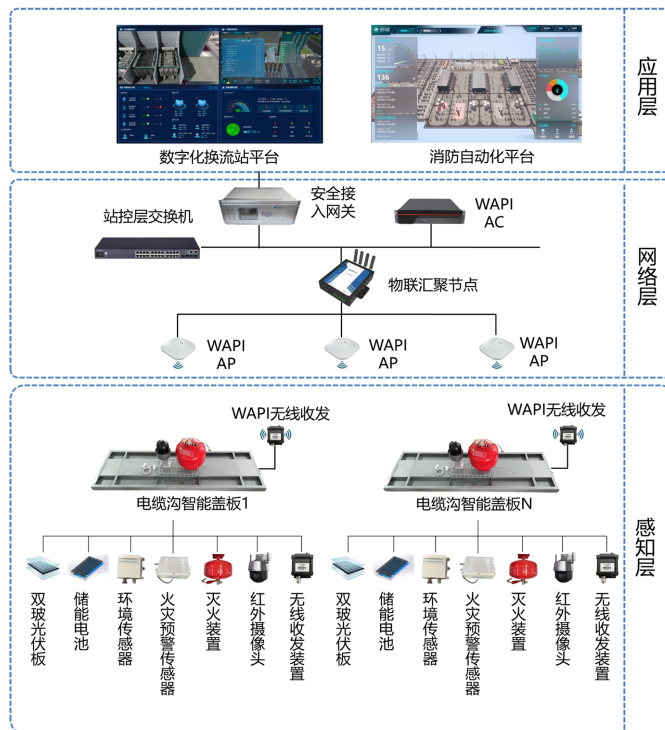 应用层
数字化换流站平台
消防自动化平台
15
136
网络层
站控层交换机
安全接
入网关
WAPI
AC
物联汇聚节点
WAPI
AP
WAPI
AP
WAPI
AP
感知层
WAPI无线收发
电缆沟智能盖板1
双玻光伏板
储能电池
环境传感器
火灾预警传感器
灭火装置
红外摄像头
无线收发装置
WAPI无线收发
电缆沟智能盖板N
双玻光伏板
储能电池
环境传感器
火灾预警传感器
灭火装置
红外摄像头
无线收发装置